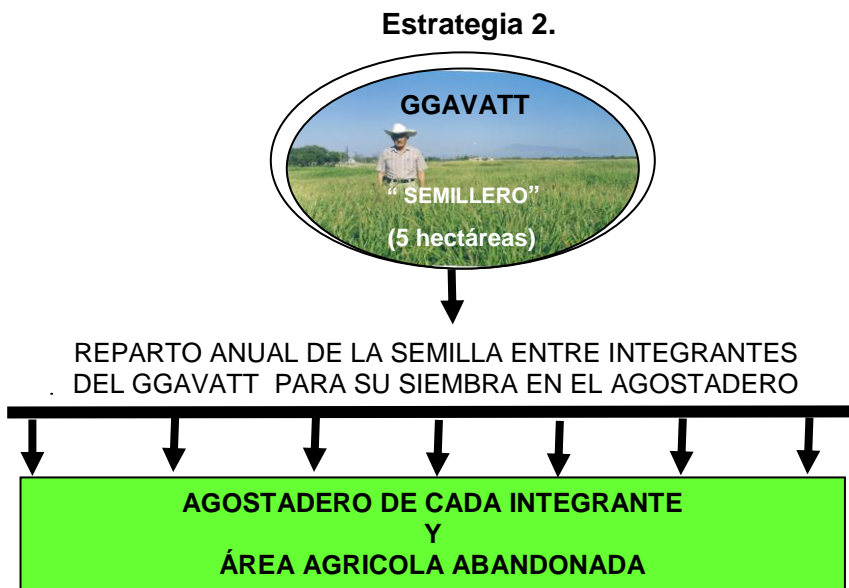 Estrategia 2.
GGAVATT
“ SEMILLERO”
(5 hectáreas)
REPARTO ANUAL DE LA SEMILLA ENTRE INTEGRANTES
. DEL GGAVATT PARA SU SIEMBRA EN EL AGOSTADERO
AGOSTADERO DE CADA INTEGRANTE
Y
ÁREA AGRICOLA ABANDONADA